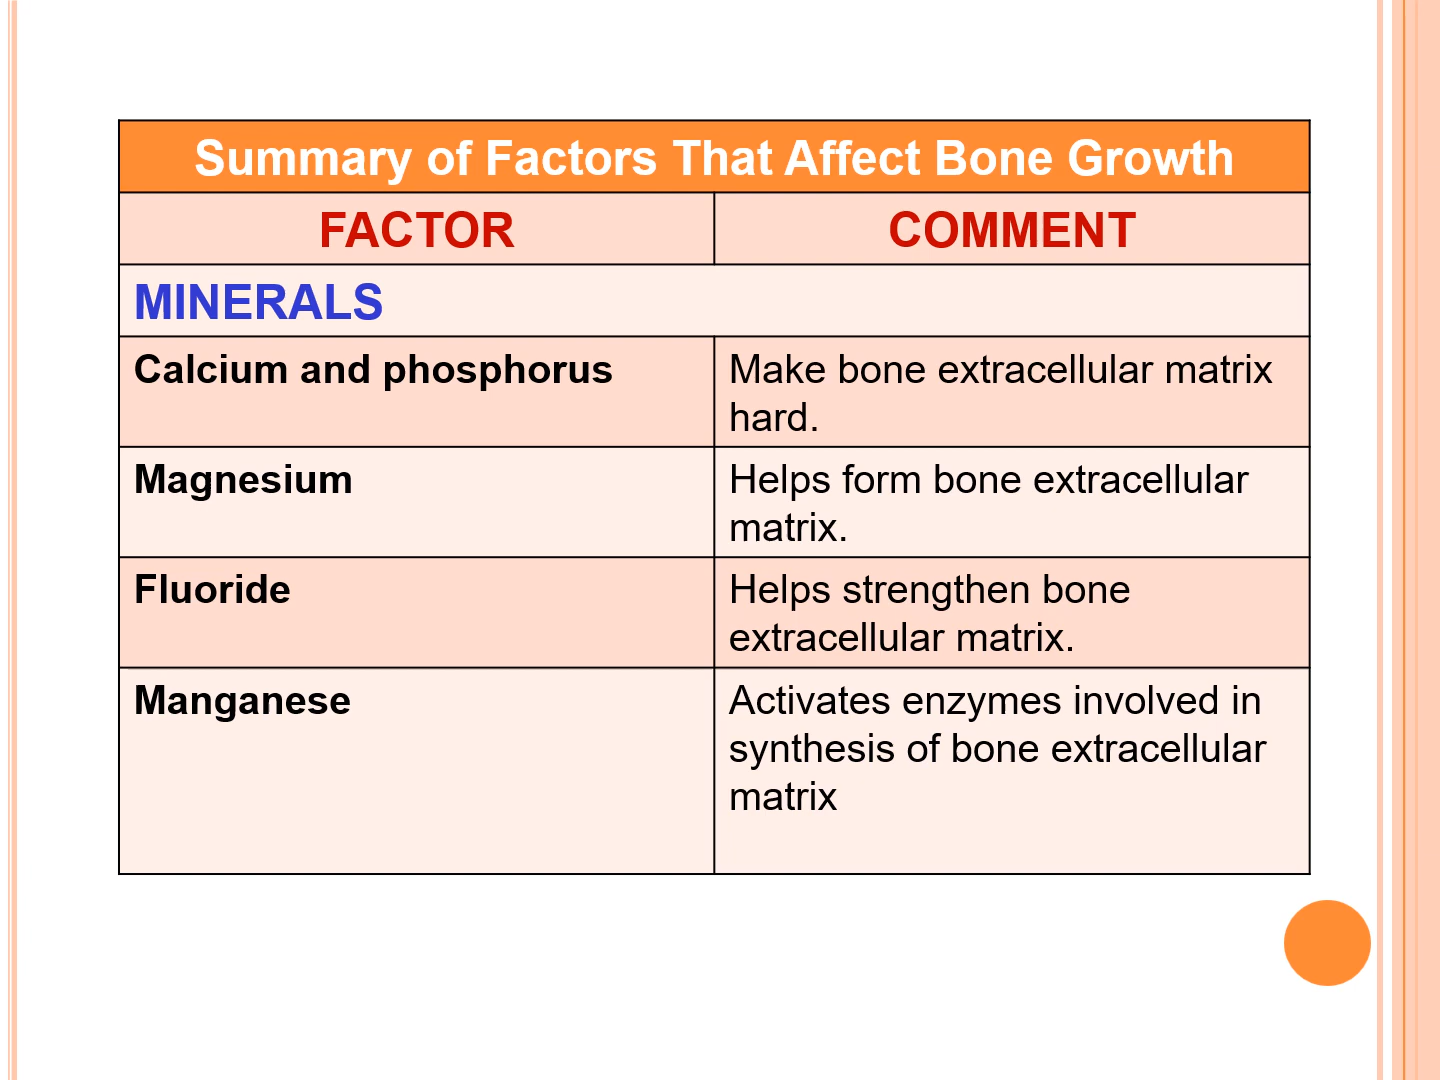 Summary of Factors That Affect Bone Growth
FACTOR
COMMENT
MINERALS
Calcium and phosphorus
Make bone extracellular matrix
hard.
Magnesium
Helps form bone extracellular
matrix.
Fluoride
Helps strengthen bone
extracellular matrix.
Manganese
Activates enzymes involved in
synthesis of bone extracellular
matrix